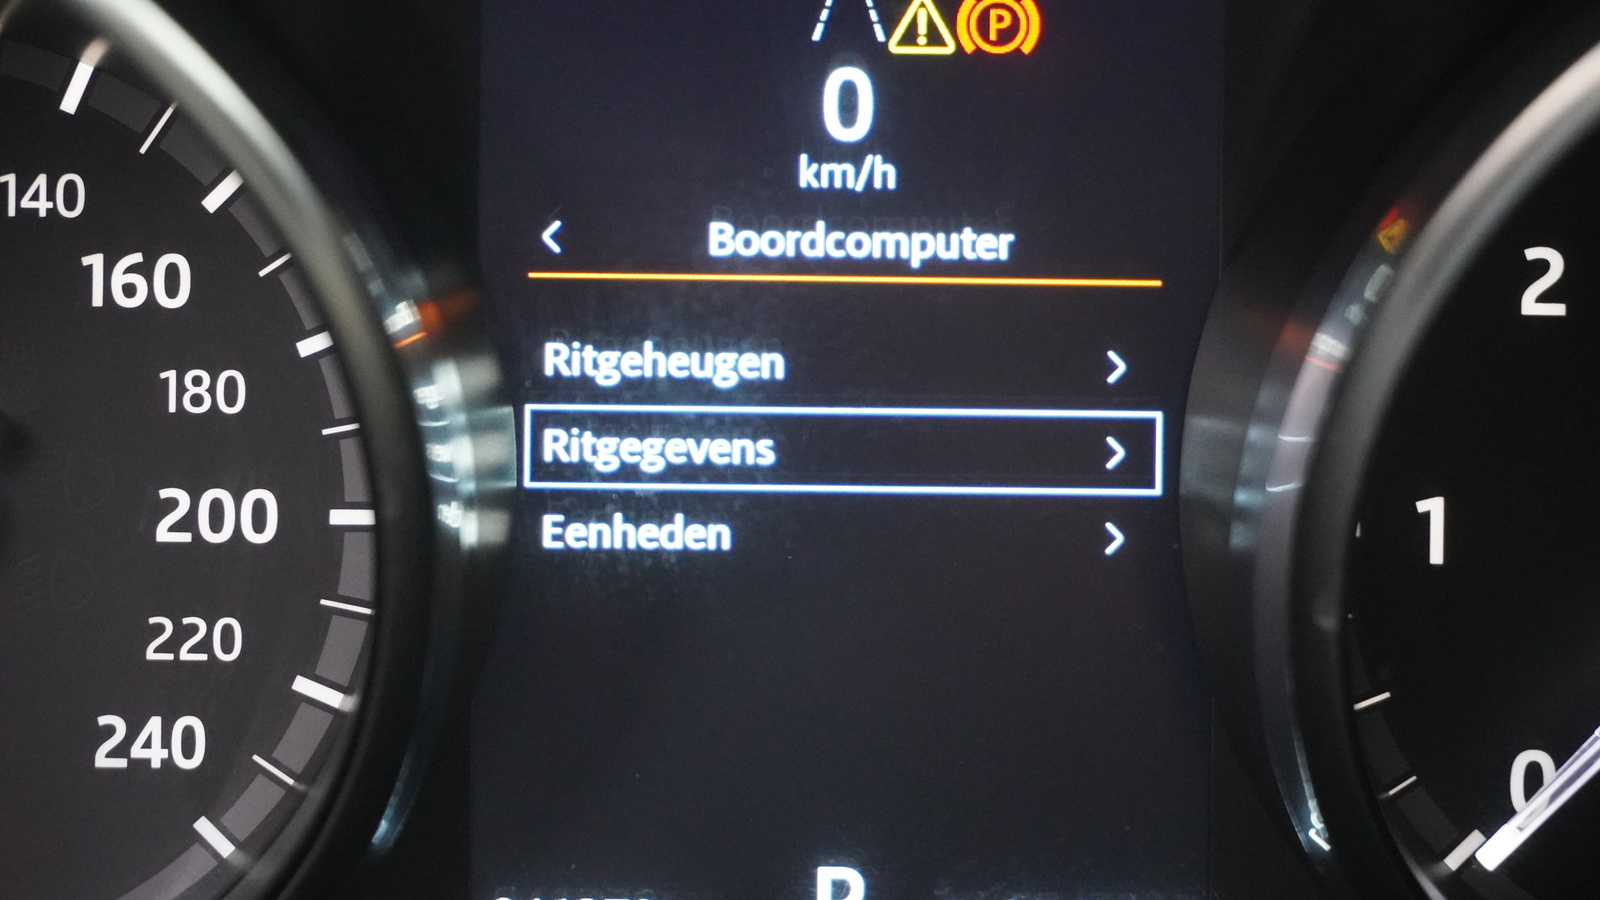 P
0
km/h
Boordcomputer
Ritgeheugen
Ritgegevens
Eenheden
P
140
160
180
200
220
240
2
1
0